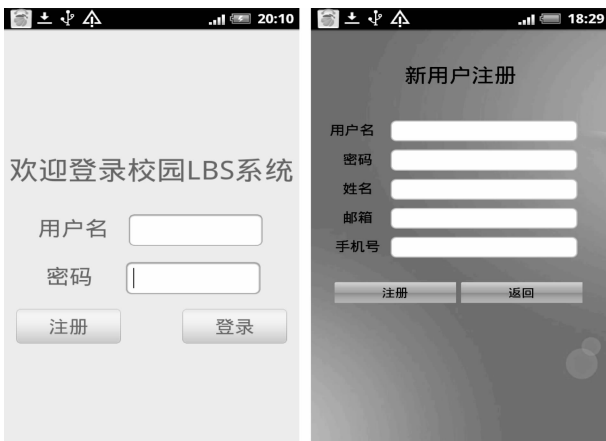 20:10
欢迎登录校园LBS系统
用户名
密码
注册 登录
18:29
新用户注册
用户名
密码
姓名
邮箱
手机号
注册 返回